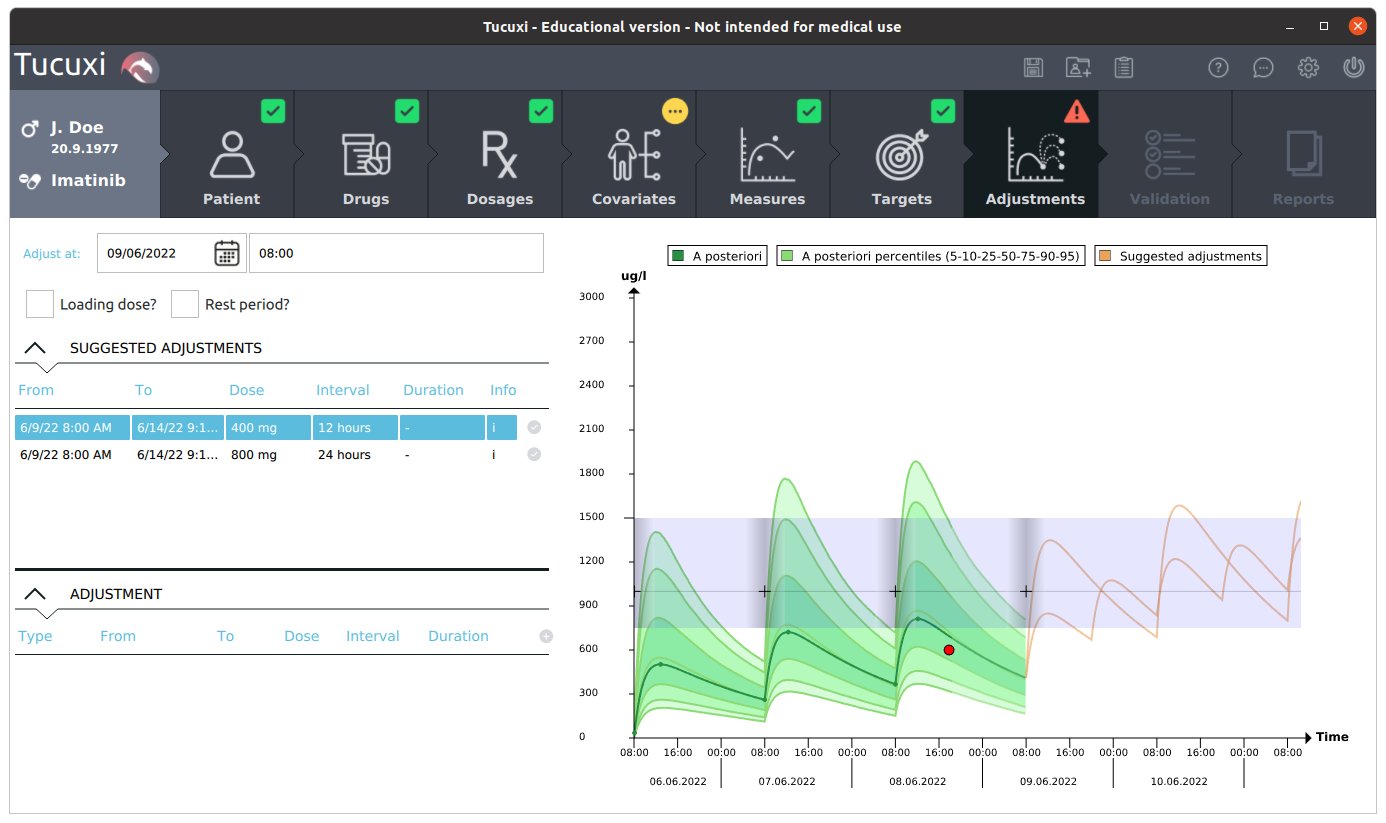 Tucuxi - Educational version - Not intended for medical use
Tucuxi
J. Doe
20.9.1977
Imatinib
Patient
Drugs
Dosages
Covariates
Measures
Targets
Adjustments
Validation
Reports
Adjust at:
09/06/2022
08:00
Loading dose?
Rest period?
SUGGESTED ADJUSTMENTS
From To Dose Interval Duration Info
6/9/22 8:00 AM 6/14/22 9:1... 400 mg 12 hours - i
6/9/22 8:00 AM 6/14/22 9:1... 800 mg 24 hours - i
ADJUSTMENT
Type From To Dose Interval Duration
A posteriori
A posteriori percentiles (5-10-25-50-75-90-95)
Suggested adjustments
ug/l
3000
2700
2400
2100
1800
1500
1200
900
600
300
0
08:00 16:00 00:00 08:00 16:00 00:00 08:00 16:00 00:00 08:00 16:00 00:00 08:00 16:00 00:00 08:00
Time
06.06.2022 07.06.2022 08.06.2022 09.06.2022 10.06.2022